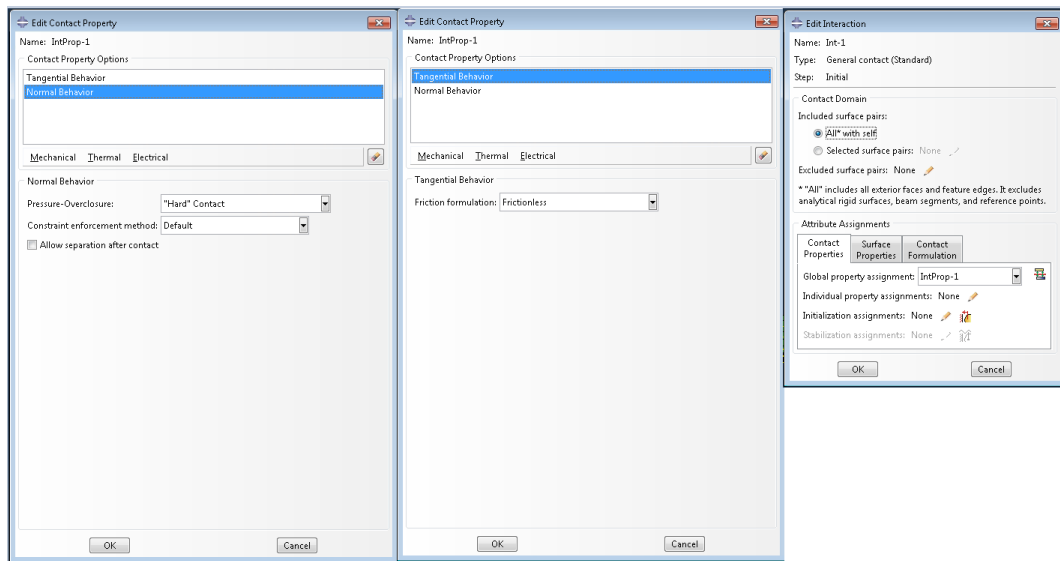 Edit Contact Property
Name: IntProp-1
Contact Property Options
Tangential Behavior
Normal Behavior
Mechanical Thermal Electrical
Normal Behavior
Pressure-Overclosure: "Hard" Contact
Constraint enforcement method: Default
Allow separation after contact
OK Cancel
Edit Contact Property
Name: IntProp-1
Contact Property Options
Tangential Behavior
Normal Behavior
Mechanical Thermal Electrical
Tangential Behavior
Friction formulation: Frictionless
OK Cancel
Edit Interaction
Name: Int-1
Type: General contact (Standard)
Step: Initial
Contact Domain
Included surface pairs:
All* with self
Selected surface pairs: None
Excluded surface pairs: None
* "All" includes all exterior faces and feature edges. It excludes
analytical rigid surfaces, beam segments, and reference points.
Attribute Assignments
Contact Properties Surface Properties Contact Formulation
Global property assignment: IntProp-1
Individual property assignments: None
Initialization assignments: None
Stabilization assignments: None
OK Cancel